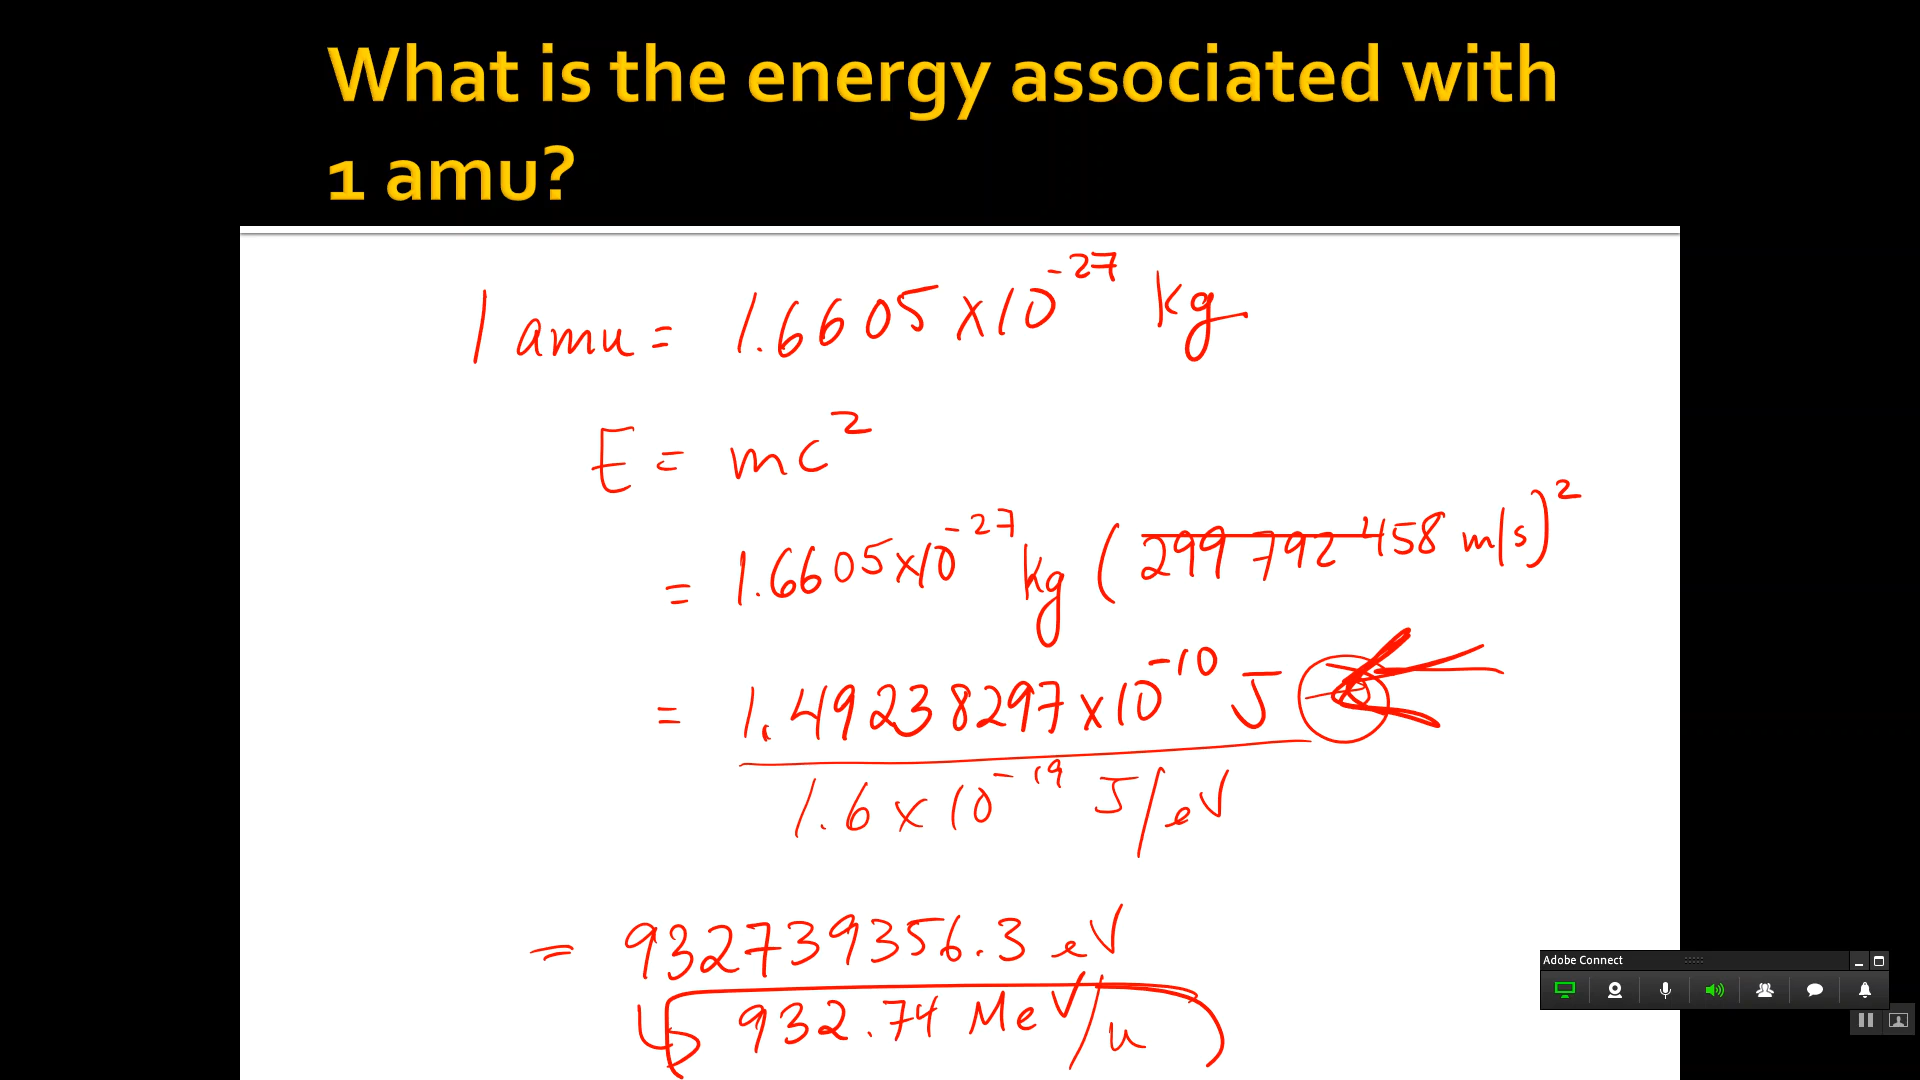 What is the energy associated with
1 amu?
1 amu = 1.6605 x 10^-27 kg
E = mc^2
= 1.6605 x 10^-27 kg (299 792 458 m/s)^2
= 1.49238297 x 10^-10 J
1.6 x 10^-19 J/eV
= 932739356.3 eV
932.74 MeV/u
Adobe Connect